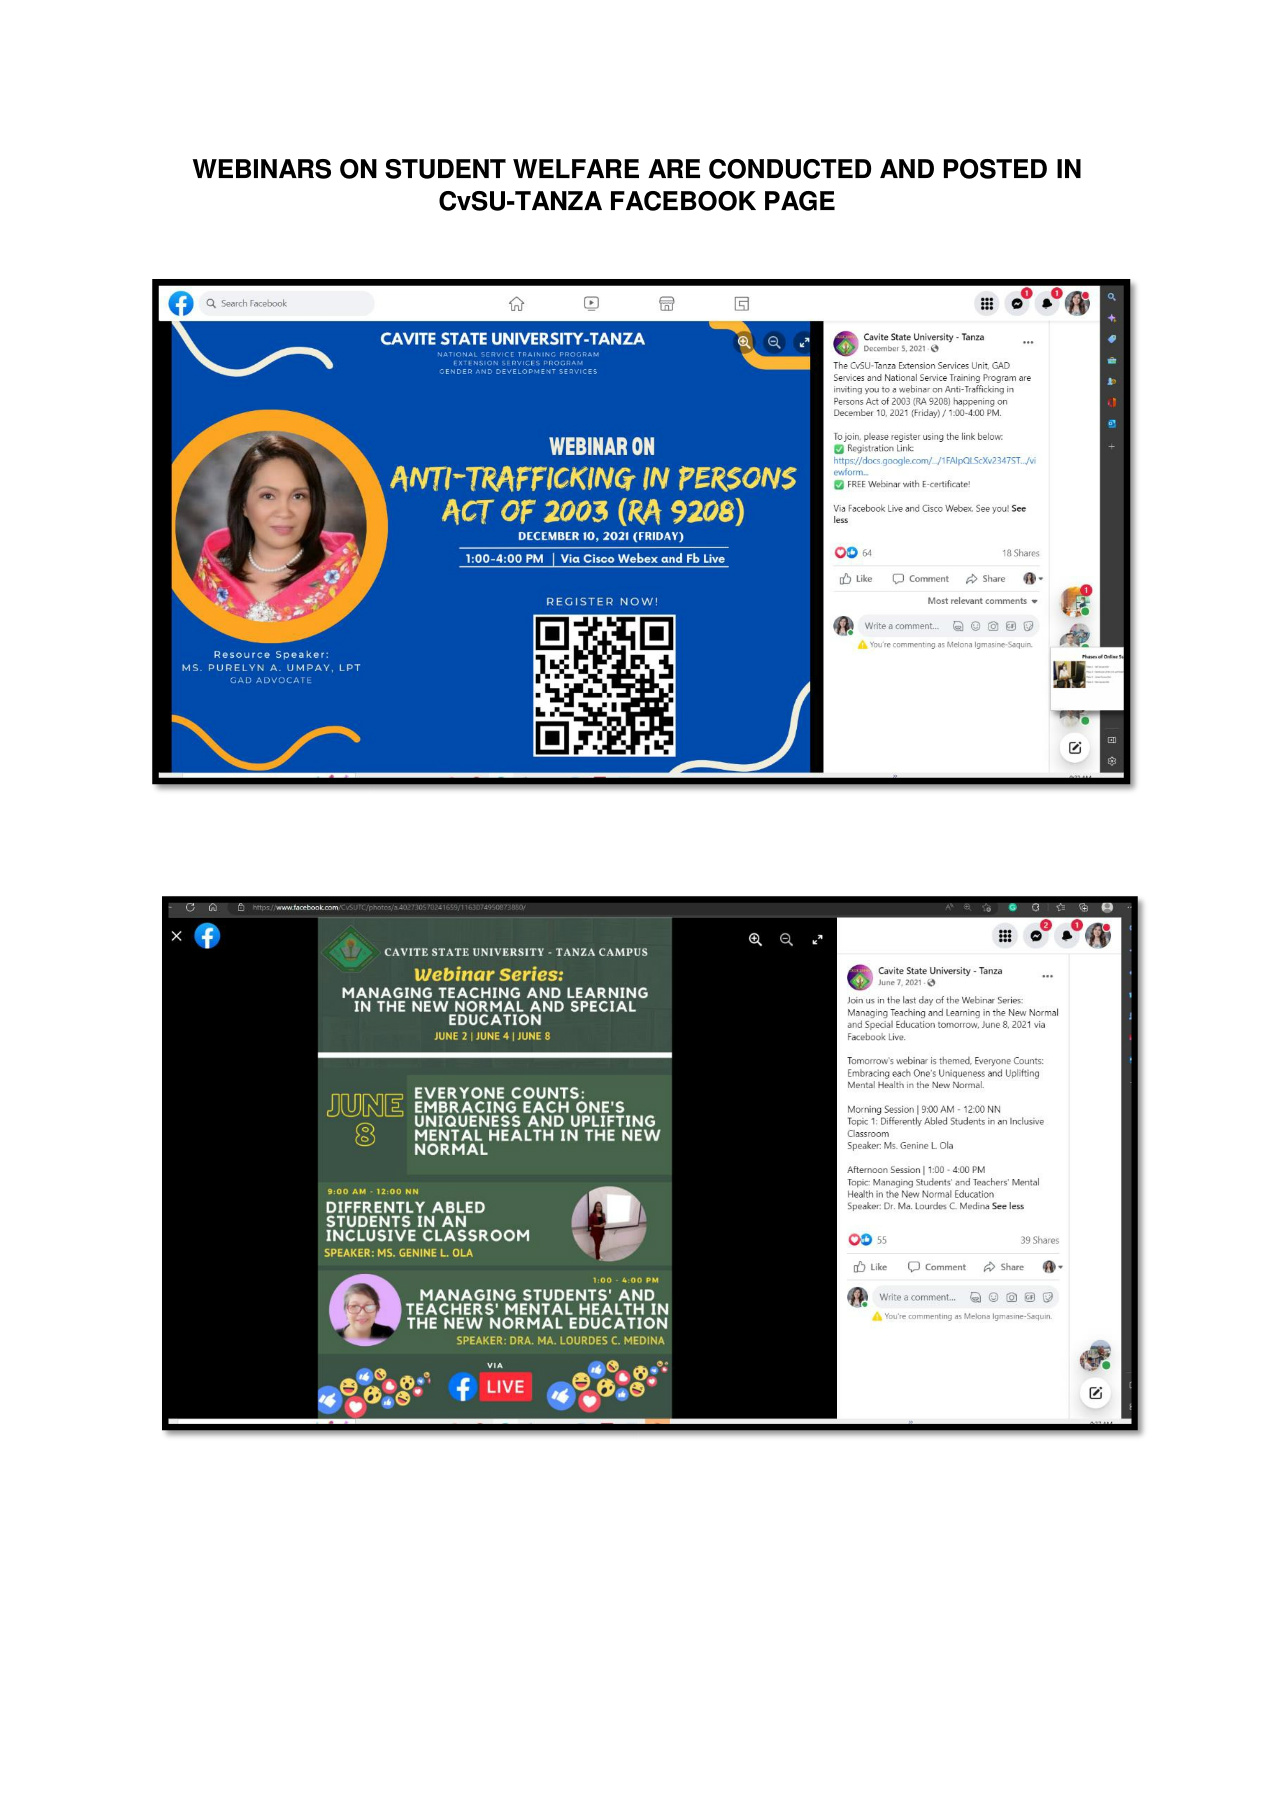 WEBINARS ON STUDENT WELFARE ARE CONDUCTED AND POSTED IN
CvSU-TANZA FACEBOOK PAGE
Search Facebook
1
1
CAVITE STATE UNIVERSITY-TANZA
NATIONAL SERVICE TRAINING PROGRAM
EXTENSION SERVICES PROGRAM
GENDER AND DEVELOPMENT SERVICES
WEBINAR ON
ANTI-TRAFFICKING IN PERSONS
ACT OF 2003 (RA 9208)
DECEMBER 10, 2021 (FRIDAY)
1:00-4:00 PM | Via Cisco Webex and Fb Live
REGISTER NOW!
Resource Speaker:
MS. PURELYN A. UMPAY, LPT
GAD ADVOCATE
Cavite State University - Tanza
December 5, 2021 ·
The CvSU-Tanza Extension Services Unit, GAD
Services and National Service Training Program are
inviting you to a webinar on Anti-Trafficking in
Persons Act of 2003 (RA 9208) happening on
December 10, 2021 (Friday) / 1:00-4:00 PM.
To join, please register using the link below:
✅ Registration Link:
https://docs.google.com/.../1FAIpQLScXv2347ST.../vi
ewform...
✅ FREE Webinar with E-certificate!
Via Facebook Live and Cisco Webex. See you! See
less
64
18 Shares
Like Comment Share
Most relevant comments
Write a comment...
You're commenting as Melona Igmasine-Saquin.
1
Phases of Online
https://www.facebook.com/CvSUTC/photos/a.402730570241659/1163074950873880/
2
1
CAVITE STATE UNIVERSITY - TANZA CAMPUS
Webinar Series:
MANAGING TEACHING AND LEARNING
IN THE NEW NORMAL AND SPECIAL
EDUCATION
JUNE 2 | JUNE 4 | JUNE 8
JUNE
8
EVERYONE COUNTS:
EMBRACING EACH ONE'S
UNIQUENESS AND UPLIFTING
MENTAL HEALTH IN THE NEW
NORMAL
9:00 AM - 12:00 NN
DIFFRENTLY ABLED
STUDENTS IN AN
INCLUSIVE CLASSROOM
SPEAKER: MS. GENINE L. OLA
1:00 - 4:00 PM
MANAGING STUDENTS' AND
TEACHERS' MENTAL HEALTH IN
THE NEW NORMAL EDUCATION
SPEAKER: DRA. MA. LOURDES C. MEDINA
VIA
LIVE
Cavite State University - Tanza
June 7, 2021 ·
Join us in the last day of the Webinar Series:
Managing Teaching and Learning in the New Normal
and Special Education tomorrow, June 8, 2021 via
Facebook Live.
Tomorrow's webinar is themed, Everyone Counts:
Embracing each One's Uniqueness and Uplifting
Mental Health in the New Normal.
Morning Session | 9:00 AM - 12:00 NN
Topic 1: Differently Abled Students in an Inclusive
Classroom
Speaker: Ms. Genine L. Ola
Afternoon Session | 1:00 - 4:00 PM
Topic: Managing Students' and Teachers' Mental
Health in the New Normal Education
Speaker: Dr. Ma. Lourdes C. Medina See less
55
39 Shares
Like Comment Share
Write a comment...
You're commenting as Melona Igmasine-Saquin.